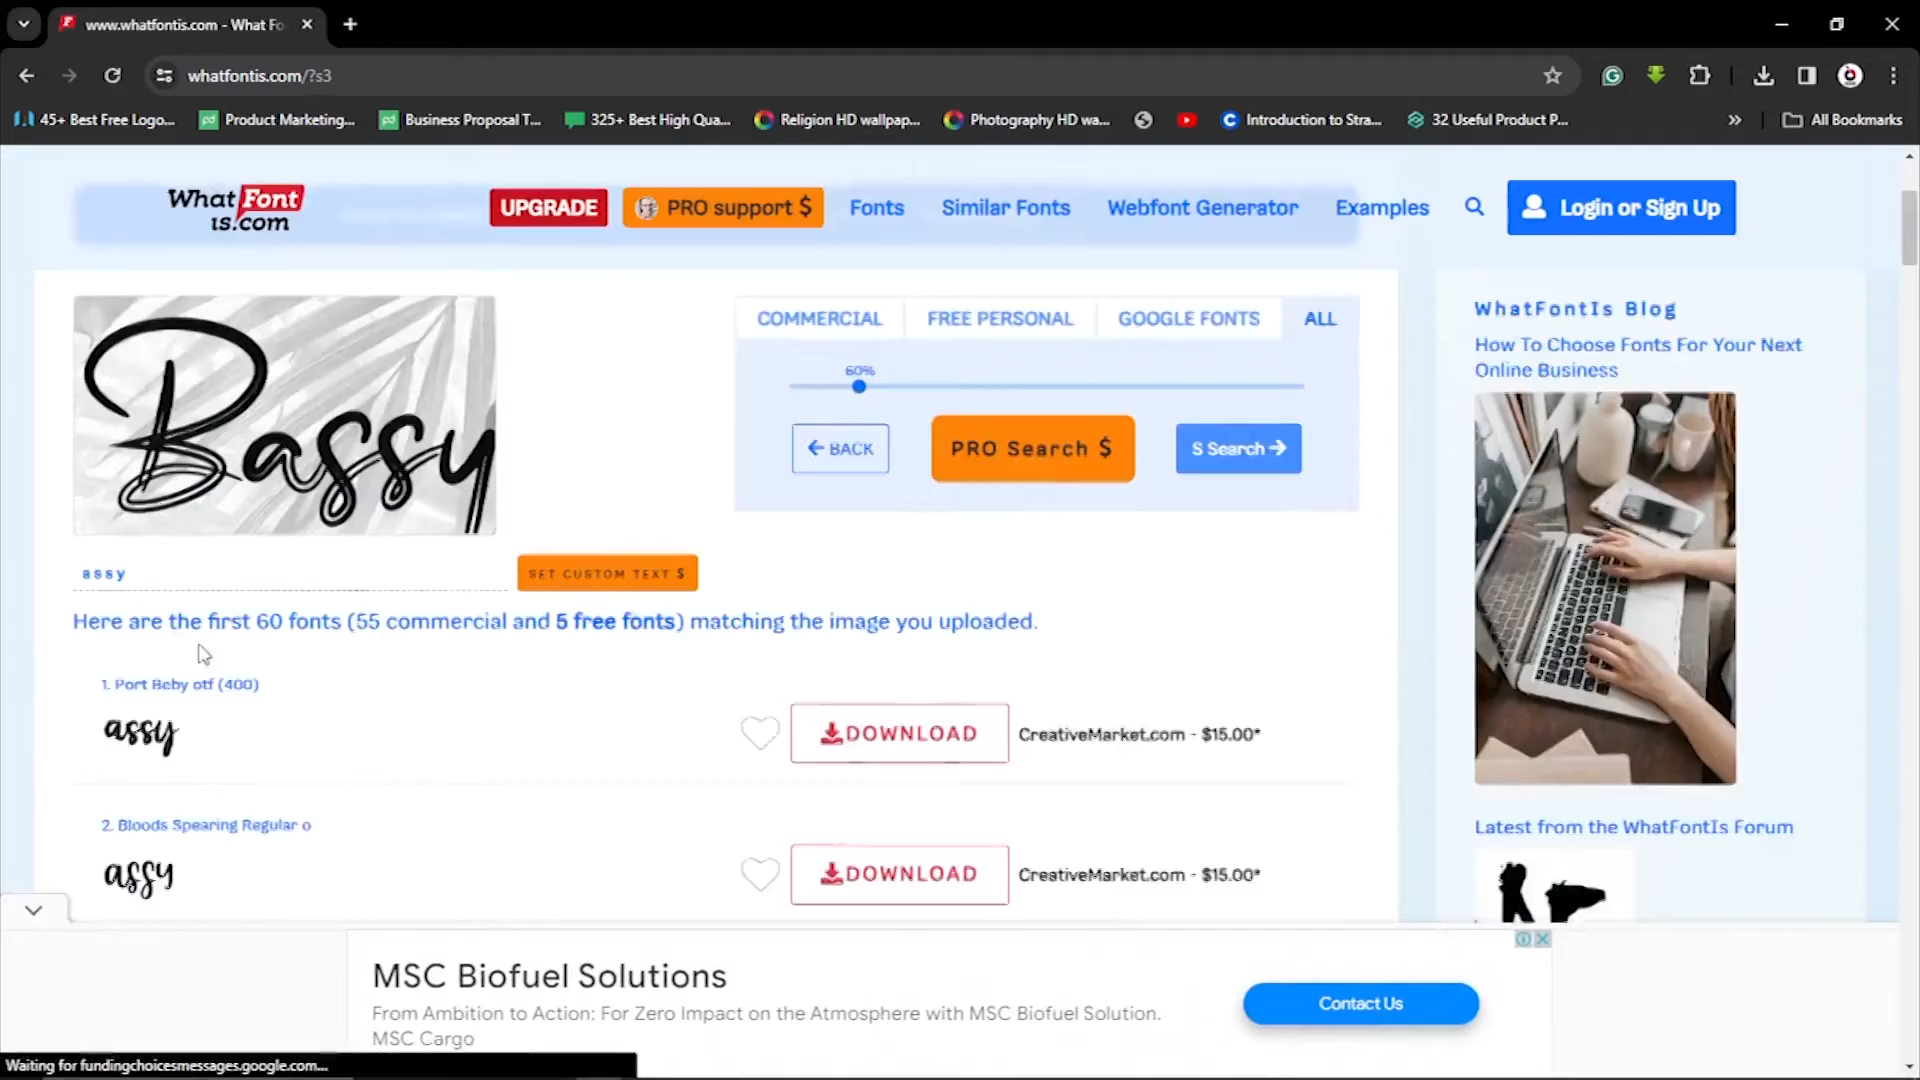 www.whatfontis.com - What Fo
whatfontis.com/?s3
45+ Best Free Logo...
Product Marketing...
Business Proposal T...
325+ Best High Qua...
Religion HD wallpap...
Photography HD wa...
Introduction to Stra...
32 Useful Product P...
All Bookmarks
What Font
is.com
UPGRADE
PRO support $
Fonts
Similar Fonts
Webfont Generator
Examples
Login or Sign Up
Bassy
COMMERCIAL
FREE PERSONAL
GOOGLE FONTS
ALL
60%
BACK
PRO Search $
S Search
assy
SET CUSTOM TEXT $
Here are the first 60 fonts (55 commercial and 5 free fonts) matching the image you uploaded.
1. Port Beby otf (400)
assy
DOWNLOAD
CreativeMarket.com - $15.00*
2. Bloods Spearing Regular o
assy
DOWNLOAD
CreativeMarket.com - $15.00*
WhatFontIs Blog
How To Choose Fonts For Your Next
Online Business
Latest from the WhatFontIs Forum
MSC Biofuel Solutions
From Ambition to Action: For Zero Impact on the Atmosphere with MSC Biofuel Solution.
MSC Cargo
Contact Us
Waiting for fundingchoicesmessages.google.com...